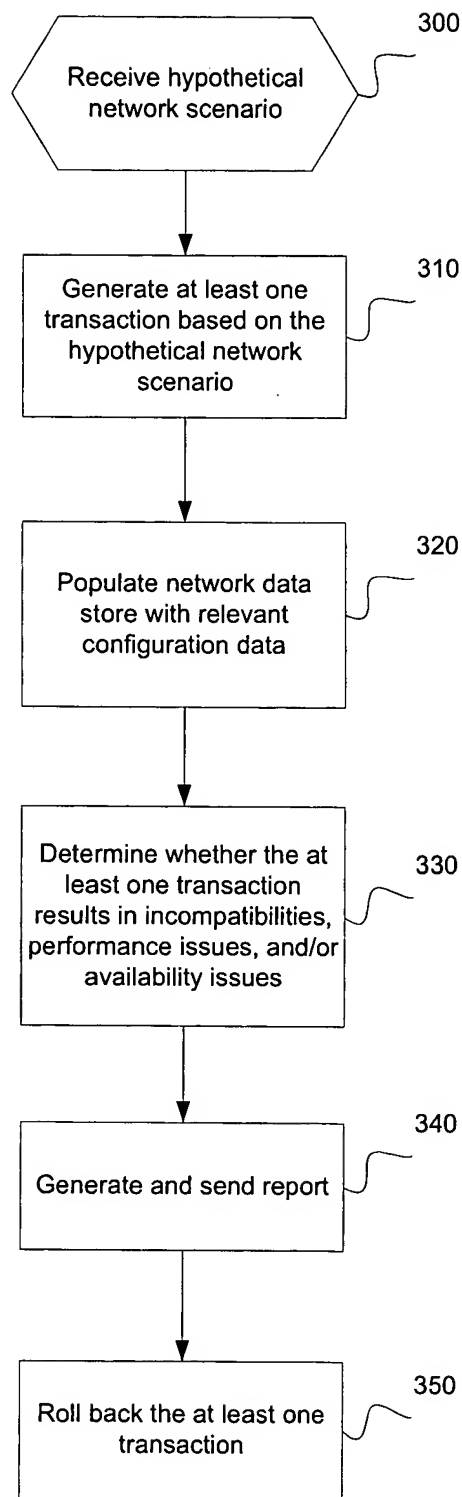 300
Receive hypothetical
network scenario
310
Generate at least one
transaction based on the
hypothetical network
scenario
320
Populate network data
store with relevant
configuration data
330
Determine whether the at
least one transaction
results in incompatibilities,
performance issues, and/or
availability issues
340
Generate and send report
350
Roll back the at least one
transaction